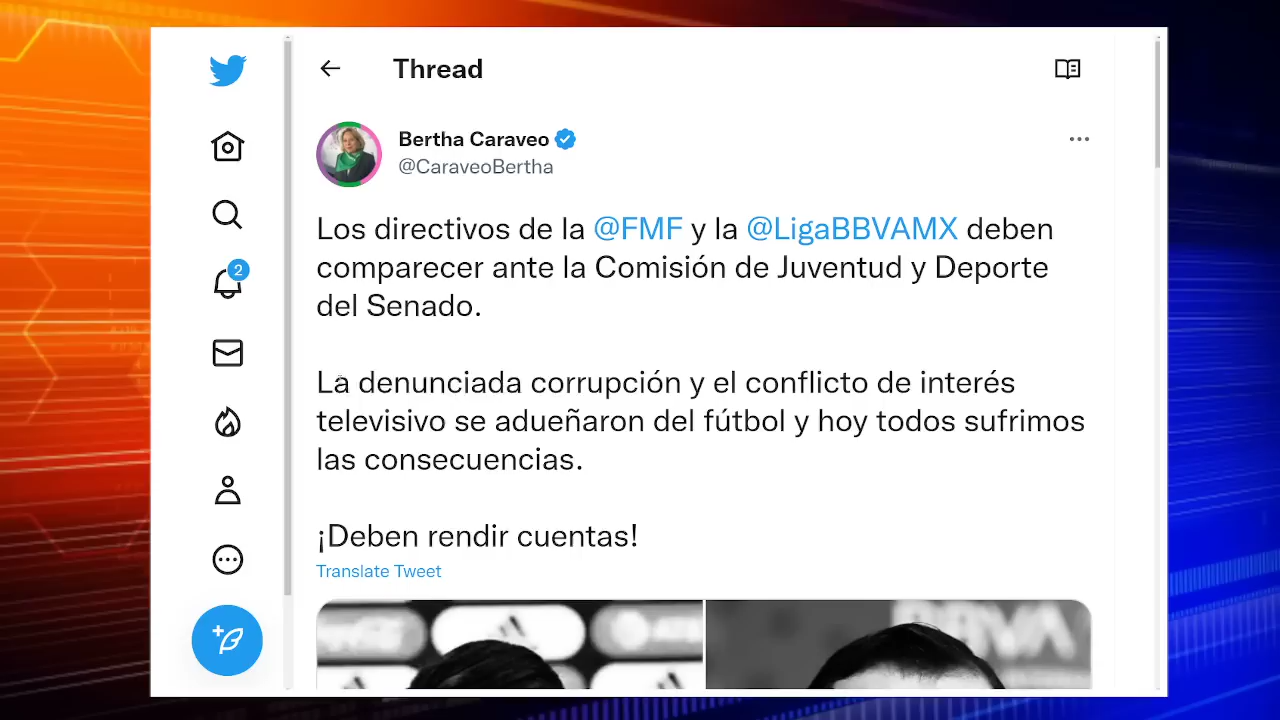 Thread
Bertha Caraveo
@CaraveoBertha
Los directivos de la @FMF y la @LigaBBVAMX deben
comparecer ante la Comisión de Juventud y Deporte
del Senado.
La denunciada corrupción y el conflicto de interés
televisivo se adueñaron del fútbol y hoy todos sufrimos
las consecuencias.
¡Deben rendir cuentas!
Translate Tweet
2
BBVA